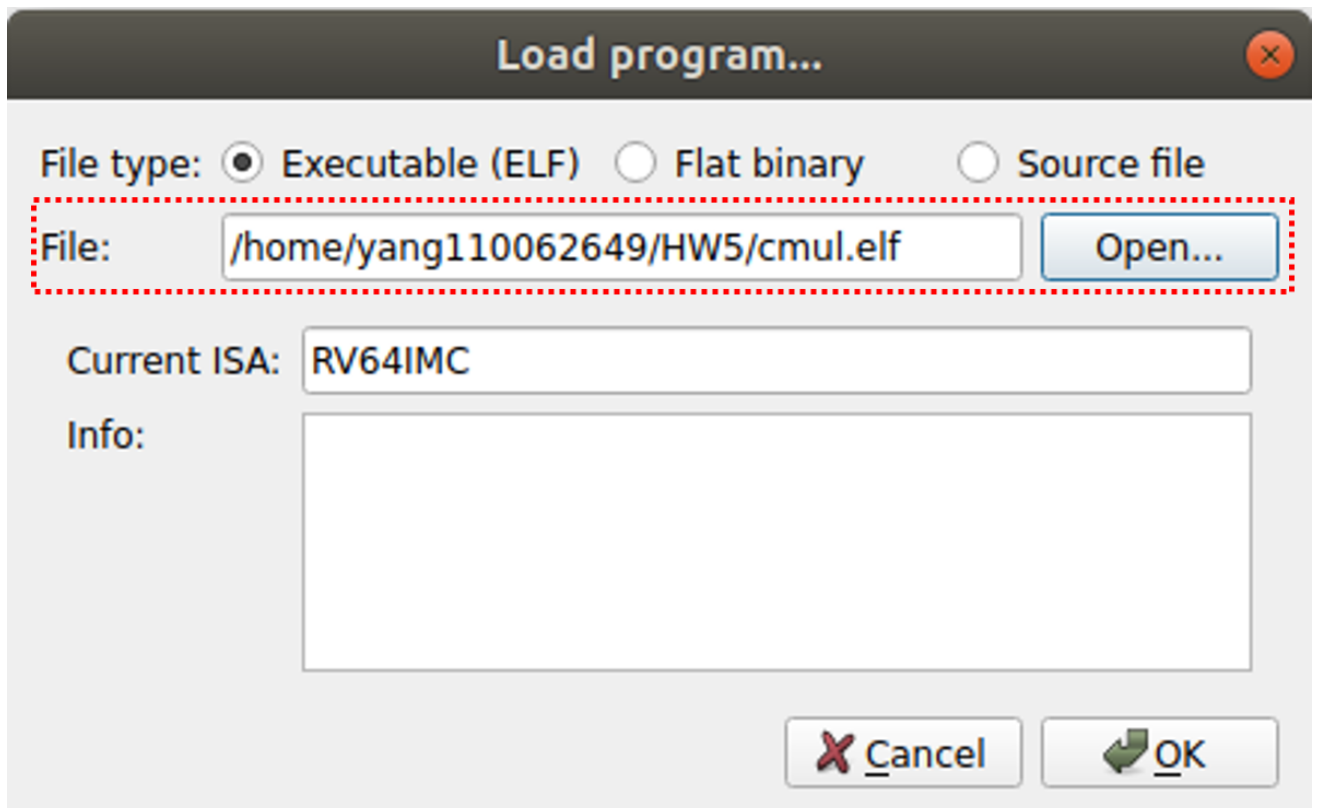 Load program...
File type: Executable (ELF) Flat binary Source file
File: /home/yang110062649/HW5/cmul.elf Open...
Current ISA: RV64IMC
Info:
Cancel OK